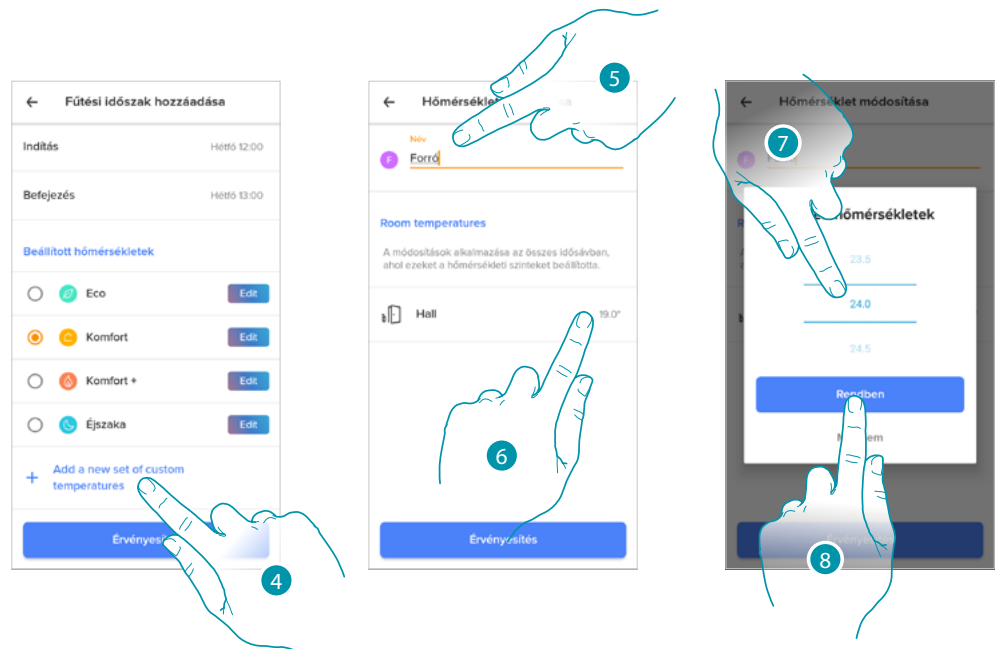 Fűtési időszak hozzáadása
Indítás
Hétfő 12:00
Befejezés
Hétfő 13:00
Beállított hőmérsékletek
Eco
Edit
Komfort
Edit
Komfort +
Edit
Éjszaka
Edit
+ Add a new set of custom
temperatures
4
5
Név
F
Forró
Room temperatures
A módosítások alkalmazása az összes idősávban,
ahol ezeket a hőmérsékleti szinteket beállította.
Hall
19.0°
6
Érvényesítés
Hőmérséklet módosítása
7
23.5
24.0
24.5
Rendben
8